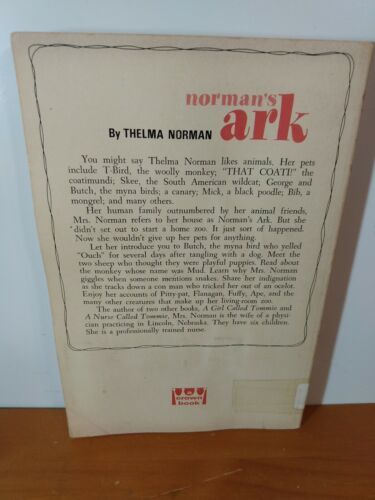 norman's
ark
By THELMA NORMAN
You might say Thelma Norman likes animals. Her pets
include T-Bird, the woolly monkey; "THAT COATI!" the
coatimundi; Skee, the South American wildcat; George and
Butch, the myna birds; a canary; Mick, a black poodle; Bib, a
mongrel; and many others.
Her human family outnumbered by her animal friends,
Mrs. Norman refers to her house as Norman's Ark. But she
didn't set out to start a home zoo. It just sort of happened.
Now she wouldn't give up her pets for anything.
Let her introduce you to Butch, the myna bird who yelled
"Ouch" for several days after tangling with a dog. Meet the
two sheep who thought they were playful puppies. Read about
the monkey whose name was Mud. Learn why Mrs. Norman
giggles when someone mentions snakes. Share her indignation
as she tracks down a con man who tricked her out of an ocelot.
Enjoy her accounts of Pitty-pat, Flanagan, Fuffy, Ape, and the
many other creatures that make up her living-room zoo.
The author of two other books, A Girl Called Tommie and
A Nurse Called Tommie, Mrs. Norman is the wife of a physi-
cian practicing in Lincoln, Nebraska. They have six children.
She is a professionally trained nurse.
crown
book